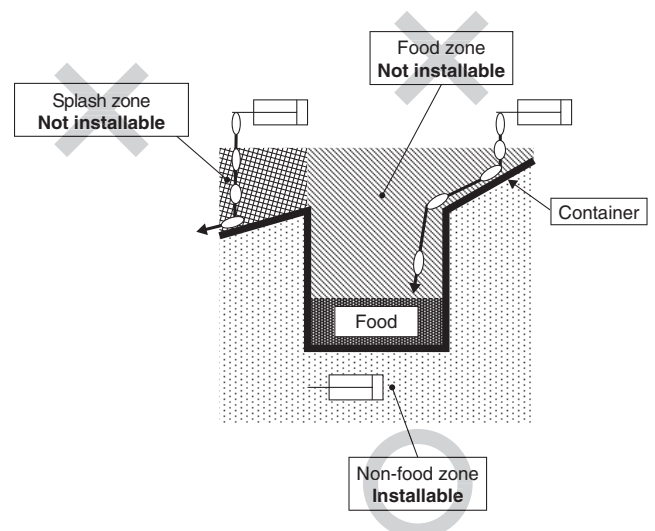 Food zone
Not installable
Splash zone
Not installable
Container
Food
Non-food zone
Installable